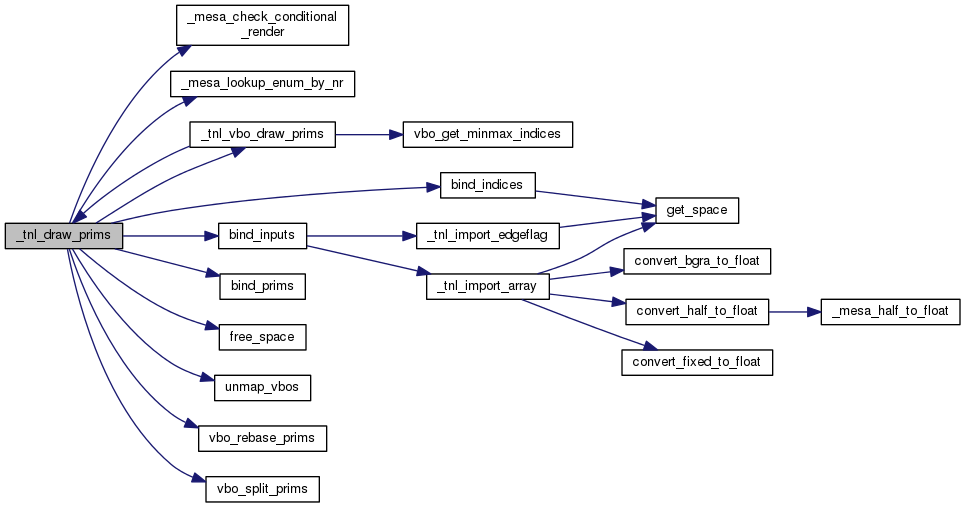 _mesa_check_conditional
_render
_mesa_lookup_enum_by_nr
_tnl_vbo_draw_prims
vbo_get_minmax_indices
bind_indices
get_space
_tnl_draw_prims
bind_inputs
_tnl_import_edgeflag
convert_bgra_to_float
bind_prims
_tnl_import_array
convert_half_to_float
_mesa_half_to_float
free_space
convert_fixed_to_float
unmap_vbos
vbo_rebase_prims
vbo_split_prims